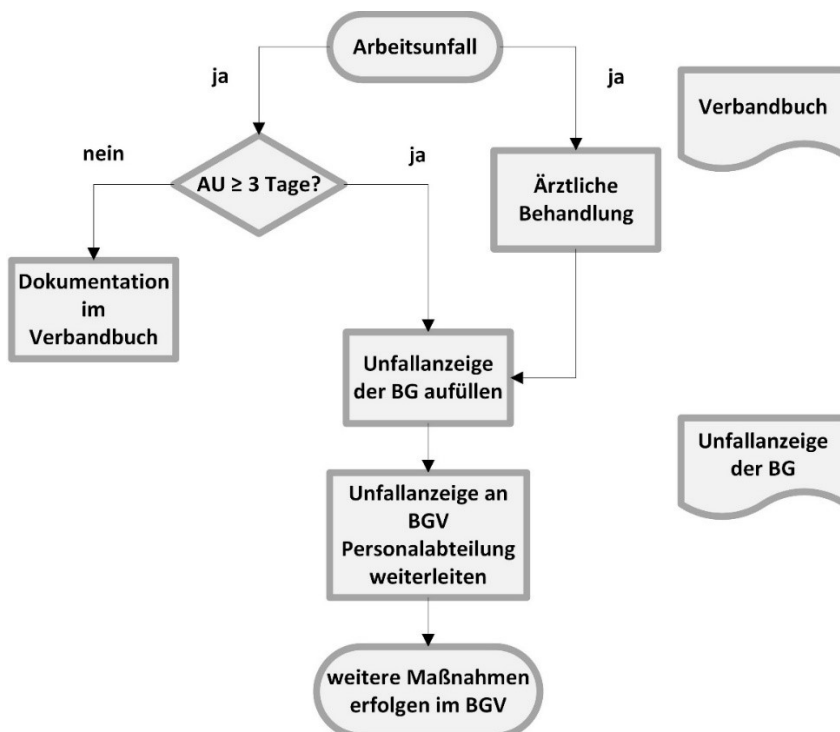 Arbeitsunfall
ja
ja
Verbandbuch
nein
AU ≥ 3 Tage?
ja
Ärztliche
Behandlung
Dokumentation
im
Verbandbuch
Unfallanzeige
der BG aufüllen
Unfallanzeige
der BG
Unfallanzeige an
BGV
Personalabteilung
weiterleiten
weitere Maßnahmen
erfolgen im BGV